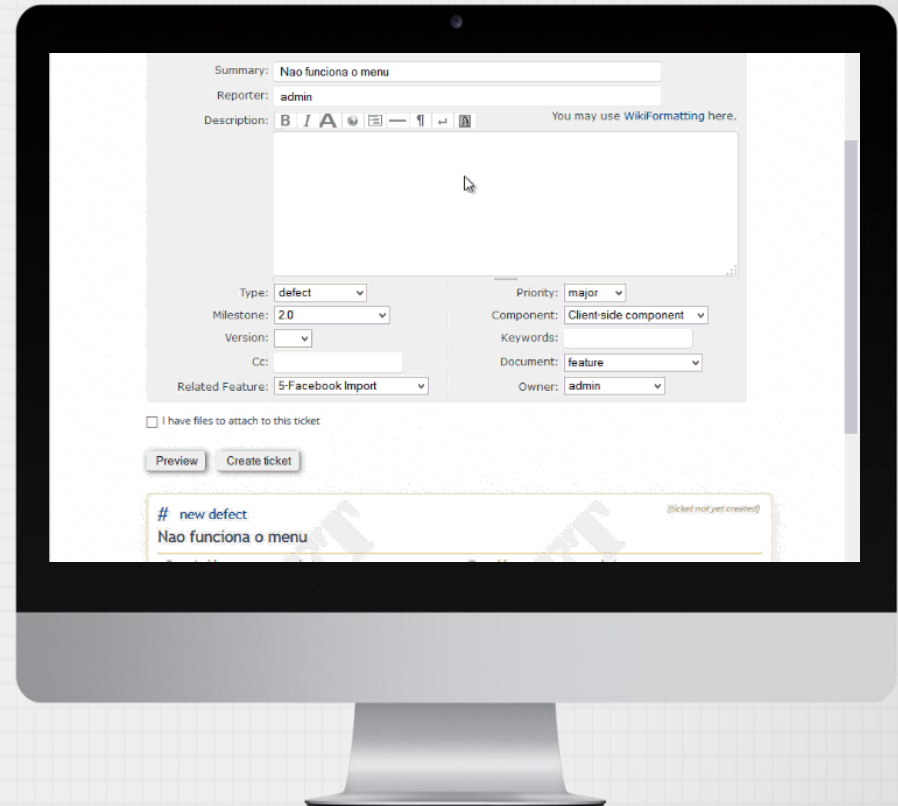 Summary: Nao funciona o menu
Reporter: admin
Description: B I A You may use WikiFormatting here.
Type: defect Priority: major
Milestone: 2.0 Component: Client-side component
Version: Keywords:
Cc: Document: feature
Related Feature: 5-Facebook Import Owner: admin
I have files to attach to this ticket
Preview Create ticket
# new defect (ticket not yet created)
Nao funciona o menu